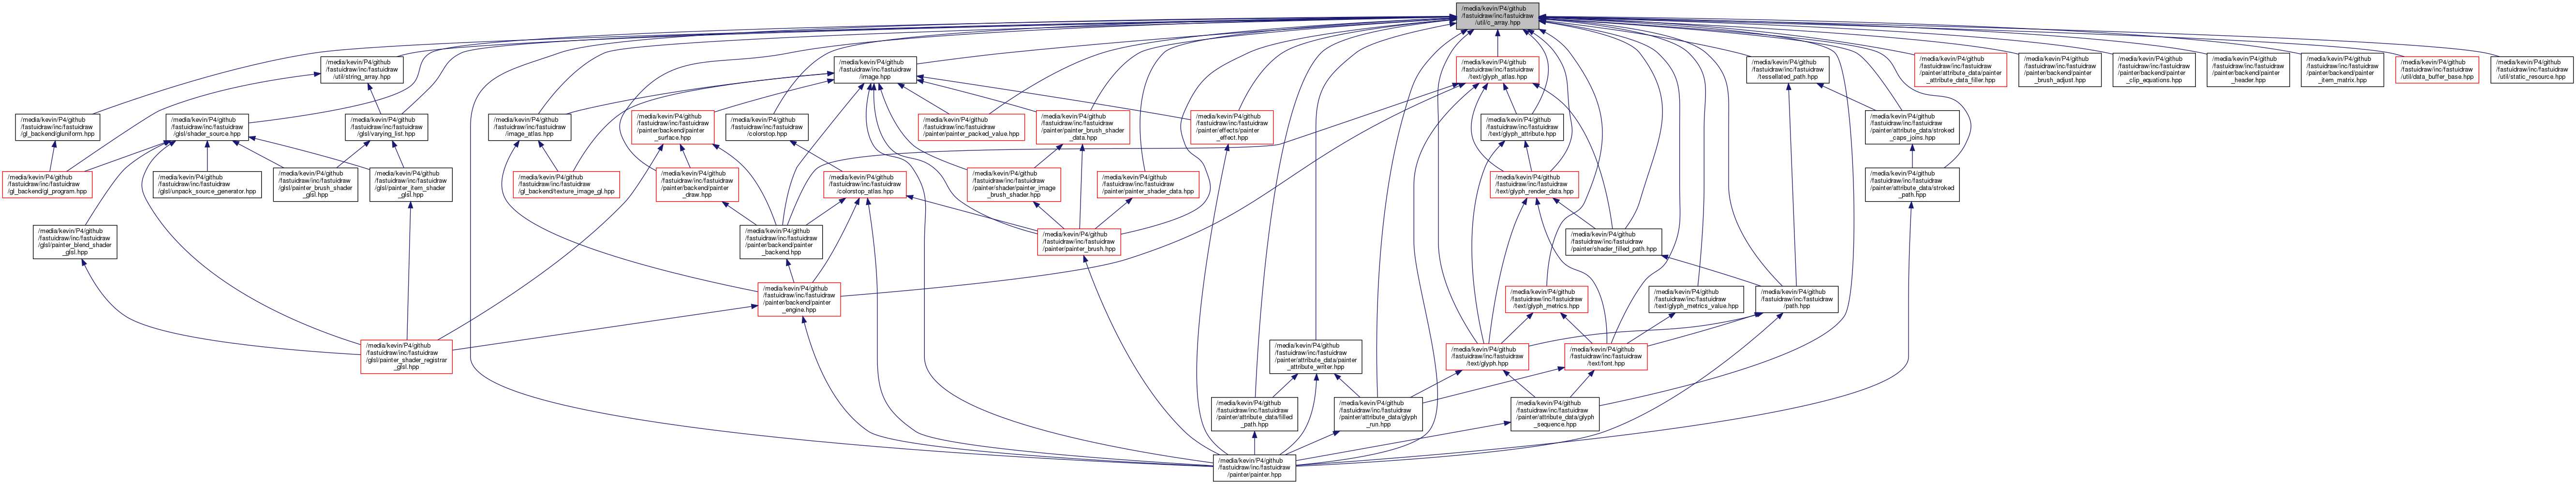 /media/kevin/P4/github
/fastuidraw/inc/fastuidraw
/util/c_array.hpp
/media/kevin/P4/github
/fastuidraw/inc/fastuidraw
/util/string_array.hpp
/media/kevin/P4/github
/fastuidraw/inc/fastuidraw
/image.hpp
/media/kevin/P4/github
/fastuidraw/inc/fastuidraw
/text/glyph_atlas.hpp
/media/kevin/P4/github
/fastuidraw/inc/fastuidraw
/tessellated_path.hpp
/media/kevin/P4/github
/fastuidraw/inc/fastuidraw
/painter/attribute_data/painter
_attribute_data_filler.hpp
/media/kevin/P4/github
/fastuidraw/inc/fastuidraw
/painter/backend/painter
_brush_adjust.hpp
/media/kevin/P4/github
/fastuidraw/inc/fastuidraw
/painter/backend/painter
_clip_equations.hpp
/media/kevin/P4/github
/fastuidraw/inc/fastuidraw
/painter/backend/painter
_header.hpp
/media/kevin/P4/github
/fastuidraw/inc/fastuidraw
/painter/backend/painter
_item_matrix.hpp
/media/kevin/P4/github
/fastuidraw/inc/fastuidraw
/util/data_buffer_base.hpp
/media/kevin/P4/github
/fastuidraw/inc/fastuidraw
/util/static_resource.hpp
/media/kevin/P4/github
/fastuidraw/inc/fastuidraw
/gl_backend/gluniform.hpp
/media/kevin/P4/github
/fastuidraw/inc/fastuidraw
/glsl/shader_source.hpp
/media/kevin/P4/github
/fastuidraw/inc/fastuidraw
/glsl/varying_list.hpp
/media/kevin/P4/github
/fastuidraw/inc/fastuidraw
/image_atlas.hpp
/media/kevin/P4/github
/fastuidraw/inc/fastuidraw
/painter/backend/painter
_surface.hpp
/media/kevin/P4/github
/fastuidraw/inc/fastuidraw
/colorstop.hpp
/media/kevin/P4/github
/fastuidraw/inc/fastuidraw
/painter/painter_packed_value.hpp
/media/kevin/P4/github
/fastuidraw/inc/fastuidraw
/painter/painter_brush_shader
_data.hpp
/media/kevin/P4/github
/fastuidraw/inc/fastuidraw
/painter/effects/painter
_effect.hpp
/media/kevin/P4/github
/fastuidraw/inc/fastuidraw
/text/glyph_attribute.hpp
/media/kevin/P4/github
/fastuidraw/inc/fastuidraw
/painter/attribute_data/stroked
_caps_joins.hpp
/media/kevin/P4/github
/fastuidraw/inc/fastuidraw
/gl_backend/gl_program.hpp
/media/kevin/P4/github
/fastuidraw/inc/fastuidraw
/glsl/unpack_source_generator.hpp
/media/kevin/P4/github
/fastuidraw/inc/fastuidraw
/glsl/painter_brush_shader
_glsl.hpp
/media/kevin/P4/github
/fastuidraw/inc/fastuidraw
/glsl/painter_item_shader
_glsl.hpp
/media/kevin/P4/github
/fastuidraw/inc/fastuidraw
/gl_backend/texture_image_gl.hpp
/media/kevin/P4/github
/fastuidraw/inc/fastuidraw
/painter/backend/painter
_draw.hpp
/media/kevin/P4/github
/fastuidraw/inc/fastuidraw
/colorstop_atlas.hpp
/media/kevin/P4/github
/fastuidraw/inc/fastuidraw
/painter/shader/painter_image
_brush_shader.hpp
/media/kevin/P4/github
/fastuidraw/inc/fastuidraw
/painter/painter_shader_data.hpp
/media/kevin/P4/github
/fastuidraw/inc/fastuidraw
/text/glyph_render_data.hpp
/media/kevin/P4/github
/fastuidraw/inc/fastuidraw
/painter/attribute_data/stroked
_path.hpp
/media/kevin/P4/github
/fastuidraw/inc/fastuidraw
/glsl/painter_blend_shader
_glsl.hpp
/media/kevin/P4/github
/fastuidraw/inc/fastuidraw
/painter/backend/painter
_backend.hpp
/media/kevin/P4/github
/fastuidraw/inc/fastuidraw
/painter/painter_brush.hpp
/media/kevin/P4/github
/fastuidraw/inc/fastuidraw
/painter/shader_filled_path.hpp
/media/kevin/P4/github
/fastuidraw/inc/fastuidraw
/painter/backend/painter
_engine.hpp
/media/kevin/P4/github
/fastuidraw/inc/fastuidraw
/text/glyph_metrics.hpp
/media/kevin/P4/github
/fastuidraw/inc/fastuidraw
/text/glyph_metrics_value.hpp
/media/kevin/P4/github
/fastuidraw/inc/fastuidraw
/path.hpp
/media/kevin/P4/github
/fastuidraw/inc/fastuidraw
/glsl/painter_shader_registrar
_glsl.hpp
/media/kevin/P4/github
/fastuidraw/inc/fastuidraw
/painter/attribute_data/painter
_attribute_writer.hpp
/media/kevin/P4/github
/fastuidraw/inc/fastuidraw
/text/glyph.hpp
/media/kevin/P4/github
/fastuidraw/inc/fastuidraw
/text/font.hpp
/media/kevin/P4/github
/fastuidraw/inc/fastuidraw
/painter/attribute_data/filled
_path.hpp
/media/kevin/P4/github
/fastuidraw/inc/fastuidraw
/painter/attribute_data/glyph
_run.hpp
/media/kevin/P4/github
/fastuidraw/inc/fastuidraw
/painter/attribute_data/glyph
_sequence.hpp
/media/kevin/P4/github
/fastuidraw/inc/fastuidraw
/painter/painter.hpp